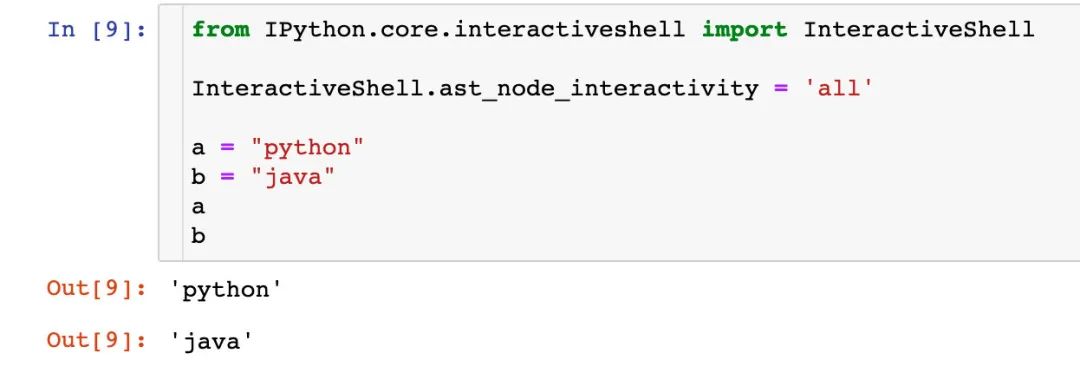 In [9]: from IPython.core.interactiveshell import InteractiveShell
InteractiveShell.ast_node_interactivity = 'all'
a = "python"
b = "java"
a
b
Out[9]: 'python'
Out[9]: 'java'